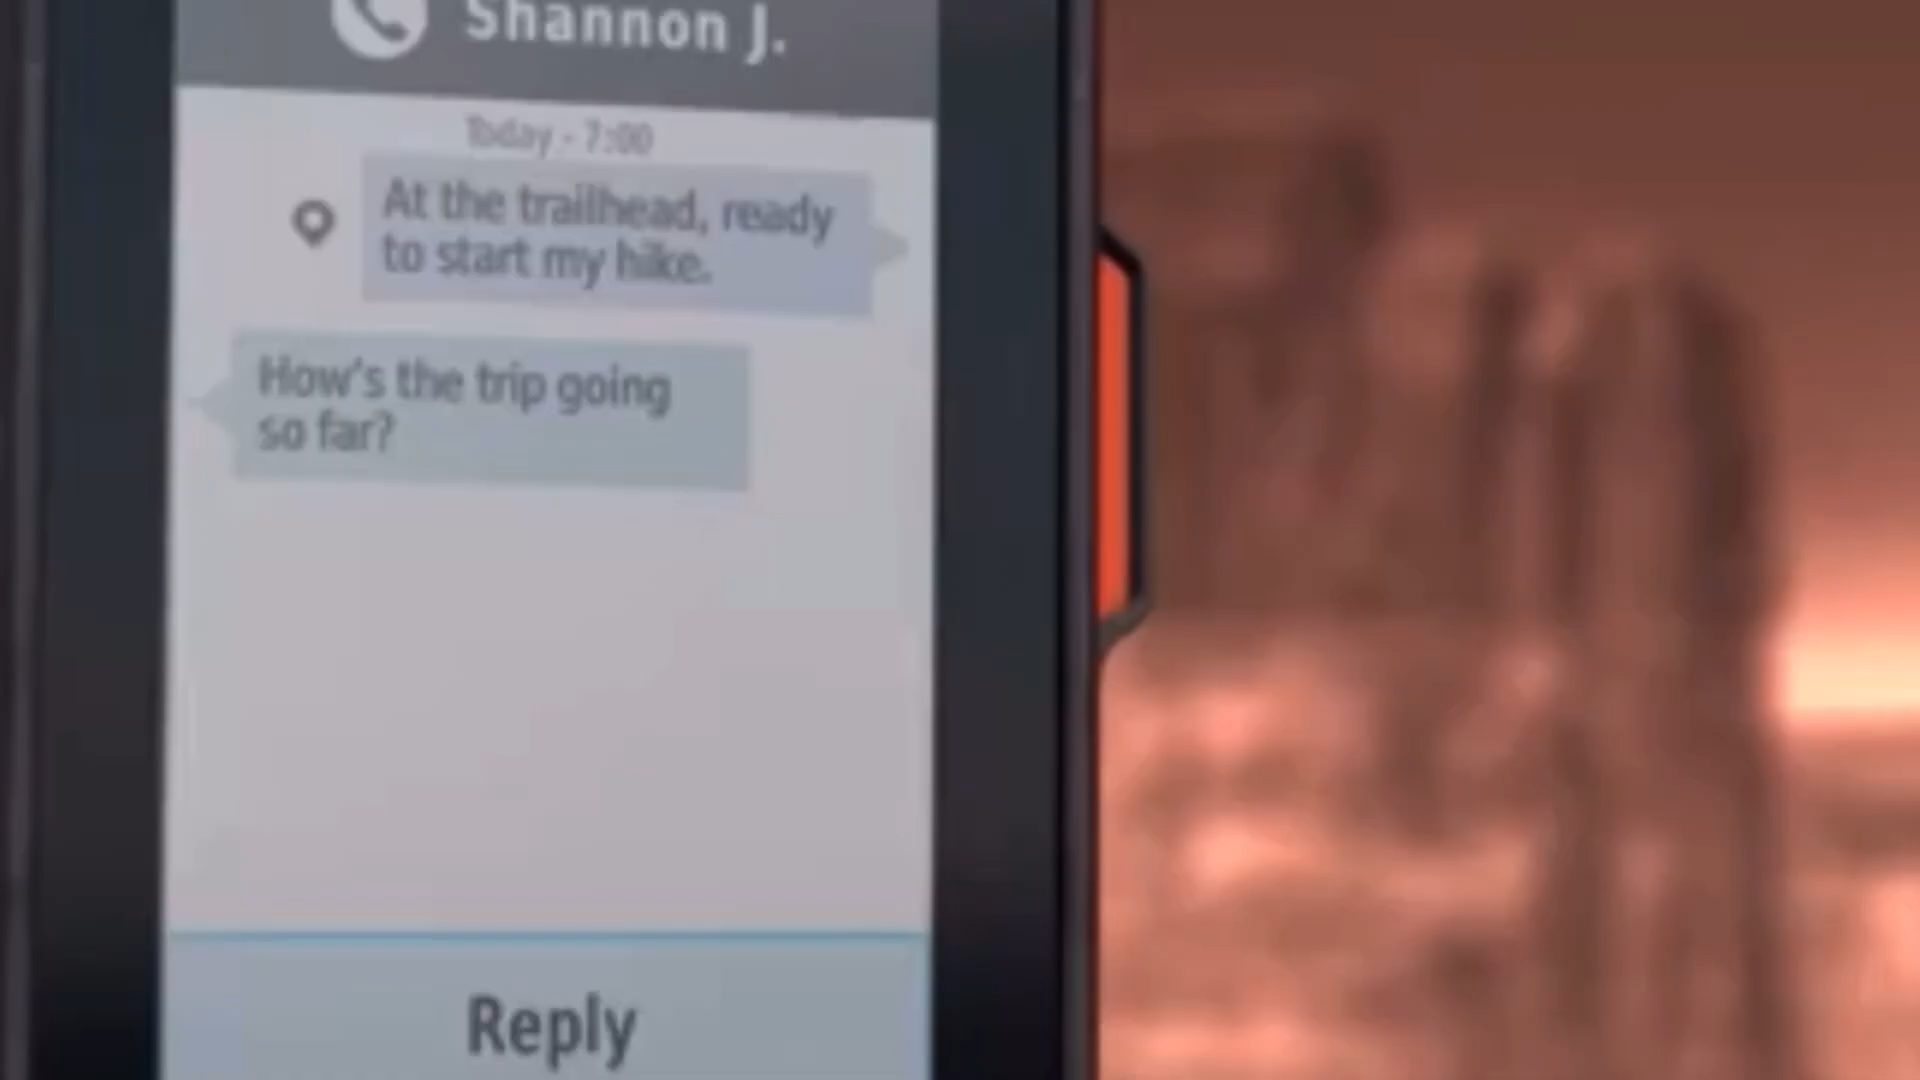 Shannon J.
Today - 7:00
At the trailhead, ready
to start my hike.
How's the trip going
so far?
Reply